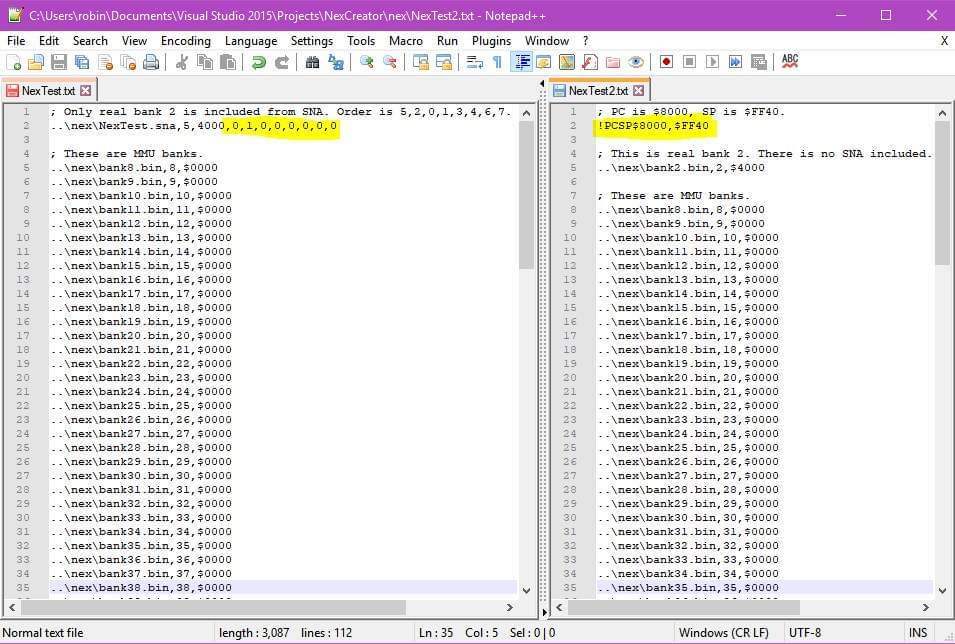 C:\Users\robin\Documents\Visual Studio 2015\Projects\NexCreator\nex\NexTest2.txt - Notepad++
File Edit Search View Encoding Language Settings Tools Macro Run Plugins Window ? X
ABC
NexTest.txt
1 ; Only real bank 2 is included from SNA. Order is 5,2,0,1,3,4,6,7.
2 ..\nex\NexTest.sna,5,4000,0,1,0,0,0,0,0,0
3
4 ; These are MMU banks.
5 ..\nex\bank8.bin,8,$0000
6 ..\nex\bank9.bin,9,$0000
7 ..\nex\bank10.bin,10,$0000
8 ..\nex\bank11.bin,11,$0000
9 ..\nex\bank12.bin,12,$0000
10 ..\nex\bank13.bin,13,$0000
11 ..\nex\bank14.bin,14,$0000
12 ..\nex\bank15.bin,15,$0000
13 ..\nex\bank16.bin,16,$0000
14 ..\nex\bank17.bin,17,$0000
15 ..\nex\bank18.bin,18,$0000
16 ..\nex\bank19.bin,19,$0000
17 ..\nex\bank20.bin,20,$0000
18 ..\nex\bank21.bin,21,$0000
19 ..\nex\bank22.bin,22,$0000
20 ..\nex\bank23.bin,23,$0000
21 ..\nex\bank24.bin,24,$0000
22 ..\nex\bank25.bin,25,$0000
23 ..\nex\bank26.bin,26,$0000
24 ..\nex\bank27.bin,27,$0000
25 ..\nex\bank28.bin,28,$0000
26 ..\nex\bank29.bin,29,$0000
27 ..\nex\bank30.bin,30,$0000
28 ..\nex\bank31.bin,31,$0000
29 ..\nex\bank32.bin,32,$0000
30 ..\nex\bank33.bin,33,$0000
31 ..\nex\bank34.bin,34,$0000
32 ..\nex\bank35.bin,35,$0000
33 ..\nex\bank36.bin,36,$0000
34 ..\nex\bank37.bin,37,$0000
35 ..\nex\bank38.bin,38,$0000
NexTest2.txt
1 ; PC is $8000, SP is $FF40.
2 !PCSP$8000,$FF40
3
4 ; This is real bank 2. There is no SNA included.
5 ..\nex\bank2.bin,2,$4000
6
7 ; These are MMU banks.
8 ..\nex\bank8.bin,8,$0000
9 ..\nex\bank9.bin,9,$0000
10 ..\nex\bank10.bin,10,$0000
11 ..\nex\bank11.bin,11,$0000
12 ..\nex\bank12.bin,12,$0000
13 ..\nex\bank13.bin,13,$0000
14 ..\nex\bank14.bin,14,$0000
15 ..\nex\bank15.bin,15,$0000
16 ..\nex\bank16.bin,16,$0000
17 ..\nex\bank17.bin,17,$0000
18 ..\nex\bank18.bin,18,$0000
19 ..\nex\bank19.bin,19,$0000
20 ..\nex\bank20.bin,20,$0000
21 ..\nex\bank21.bin,21,$0000
22 ..\nex\bank22.bin,22,$0000
23 ..\nex\bank23.bin,23,$0000
24 ..\nex\bank24.bin,24,$0000
25 ..\nex\bank25.bin,25,$0000
26 ..\nex\bank26.bin,26,$0000
27 ..\nex\bank27.bin,27,$0000
28 ..\nex\bank28.bin,28,$0000
29 ..\nex\bank29.bin,29,$0000
30 ..\nex\bank30.bin,30,$0000
31 ..\nex\bank31.bin,31,$0000
32 ..\nex\bank32.bin,32,$0000
33 ..\nex\bank33.bin,33,$0000
34 ..\nex\bank34.bin,34,$0000
35 ..\nex\bank35.bin,35,$0000
Normal text file length : 3,087 lines : 112 Ln : 35 Col : 5 Sel : 0 | 0 Windows (CR LF) UTF-8 INS